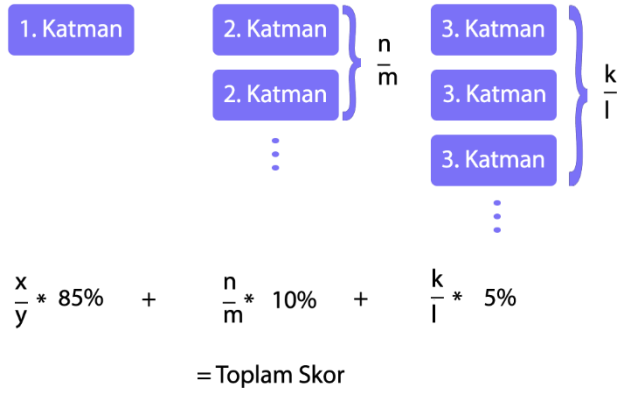 1. Katman
2. Katman
2. Katman
n
m
3. Katman
3. Katman
3. Katman
k
l
x
y
* 85% +
n
m
* 10% +
k
l
* 5%
= Toplam Skor